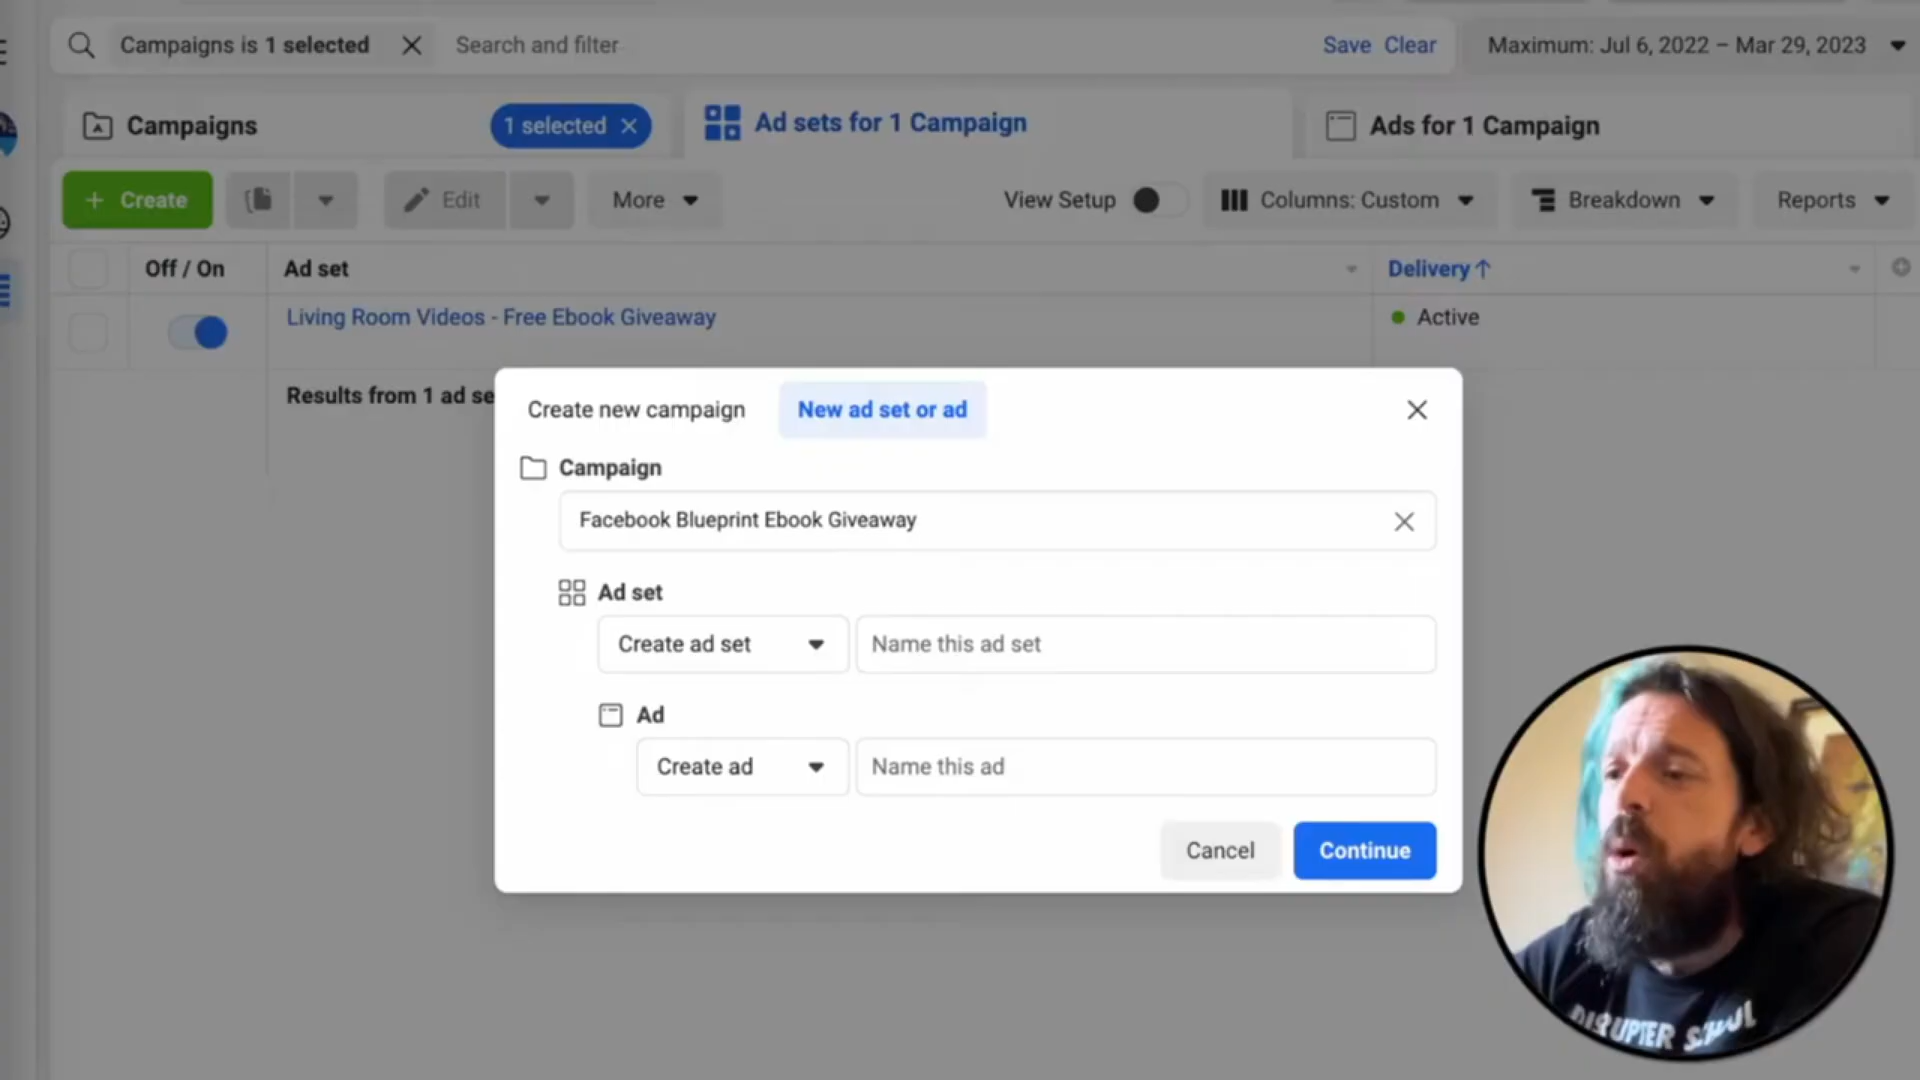 Campaigns is 1 selected Search and filter Save Clear Maximum: Jul 6, 2022 – Mar 29, 2023
Campaigns 1 selected Ad sets for 1 Campaign Ads for 1 Campaign
+ Create Edit More View Setup Columns: Custom Breakdown Reports
Off / On Ad set Delivery↑
Living Room Videos - Free Ebook Giveaway Active
Results from 1 ad se
Create new campaign New ad set or ad
Campaign
Facebook Blueprint Ebook Giveaway
Ad set
Create ad set Name this ad set
Ad
Create ad Name this ad
Cancel Continue
DISRUPTER SCHOOL